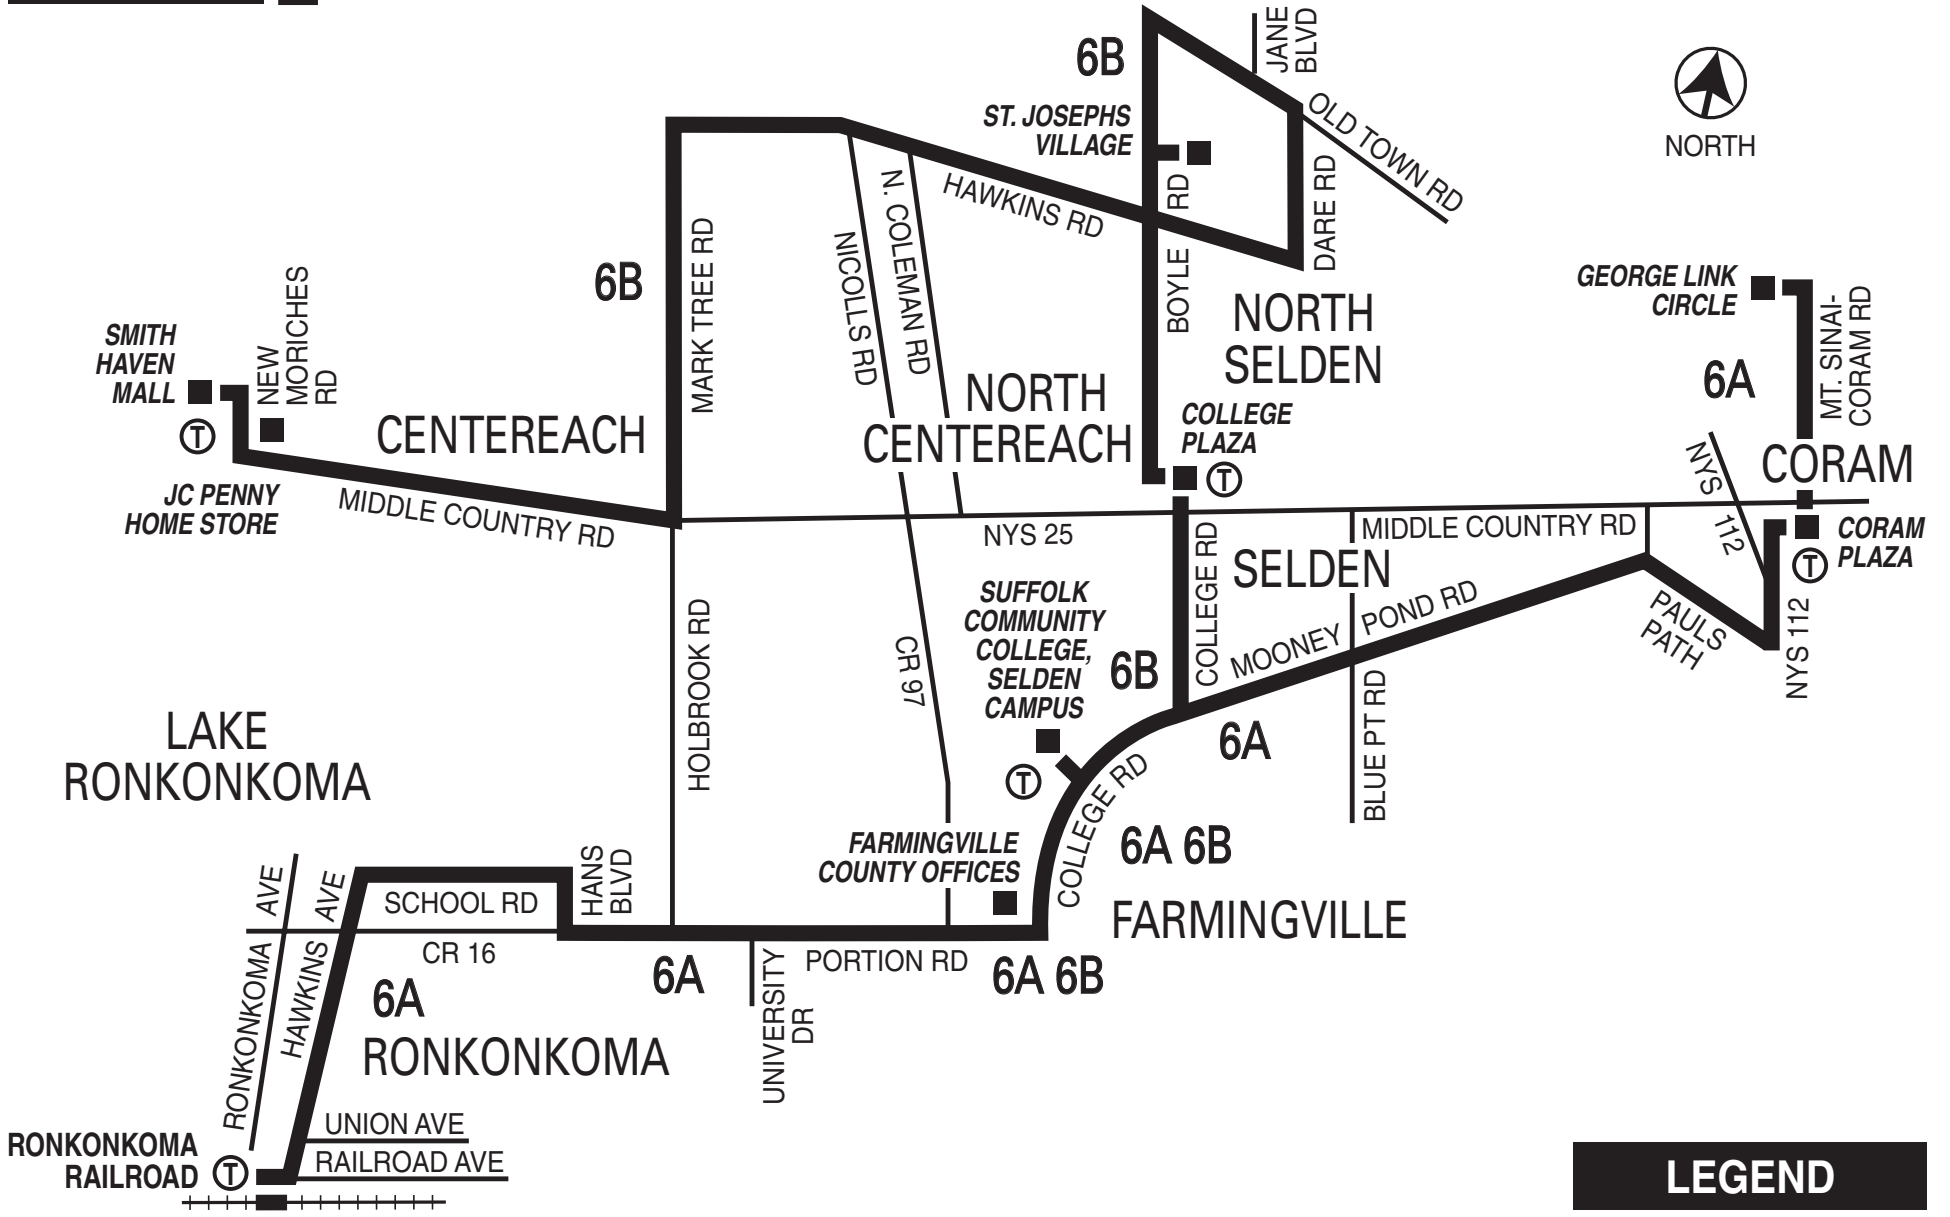 6B
JANE
BLVD
ST. JOSEPHS
VILLAGE
OLD TOWN RD
NORTH
BOYLE RD
DARE RD
HAWKINS RD
N. COLEMAN RD
NICOLLS RD
MARK TREE RD
6B
NEW
MORICHES
RD
SMITH
HAVEN
MALL
T
JC PENNY
HOME STORE
CENTEREACH
MIDDLE COUNTRY RD
NORTH
CENTEREACH
NORTH
SELDEN
COLLEGE
PLAZA
T
GEORGE LINK
CIRCLE
6A
MT. SINAI-
CORAM RD
CORAM
NYS 112
CORAM
PLAZA
T
NYS 25
MIDDLE COUNTRY RD
COLLEGE RD
SELDEN
SUFFOLK
COMMUNITY
COLLEGE,
SELDEN
CAMPUS
T
6B
MOONEY POND RD
PAULS
PATH
NYS 112
HOLBROOK RD
CR 97
BLUE PT RD
6A
LAKE
RONKONKOMA
FARMINGVILLE
COUNTY OFFICES
COLLEGE RD
6A 6B
FARMINGVILLE
RONKONKOMA AVE
HAWKINS AVE
SCHOOL RD
HANS
BLVD
CR 16
6A
6A
PORTION RD
6A 6B
UNIVERSITY
DR
RONKONKOMA
UNION AVE
RAILROAD AVE
RONKONKOMA
RAILROAD
T
LEGEND